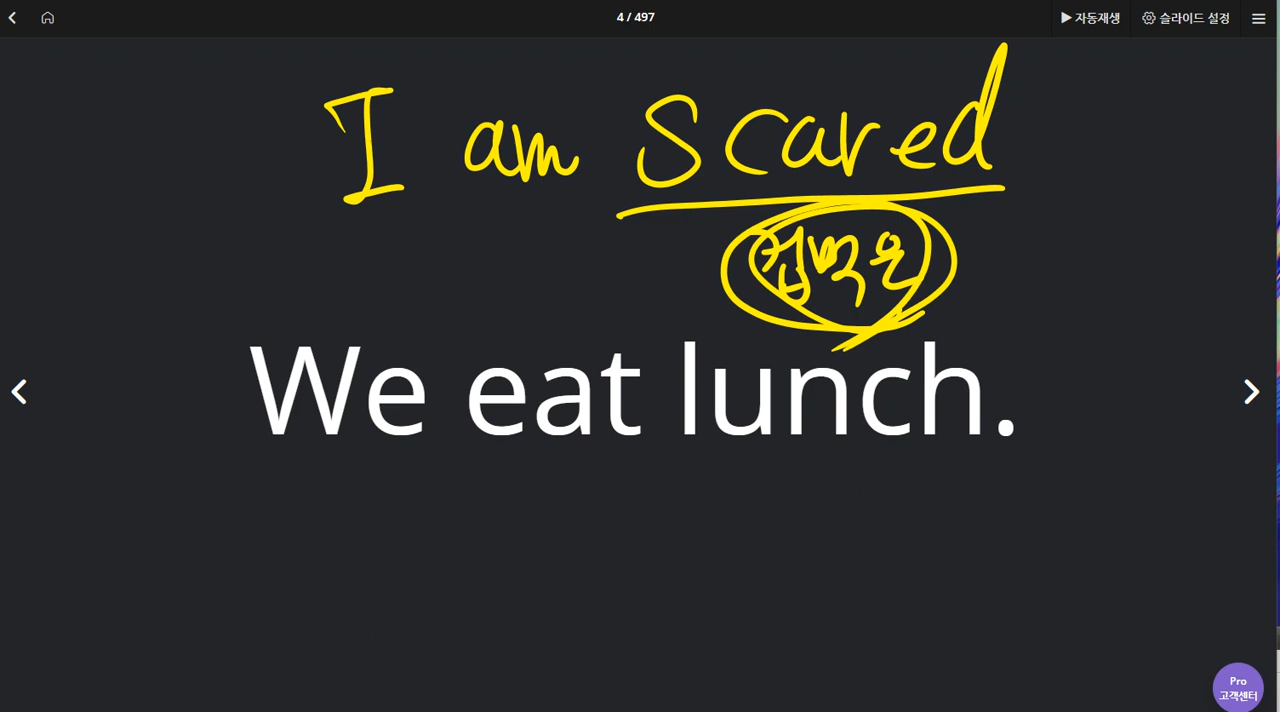 4 / 497
자동재생
슬라이드 설정
I am scared
겁먹은
We eat lunch.
Pro
고객센터